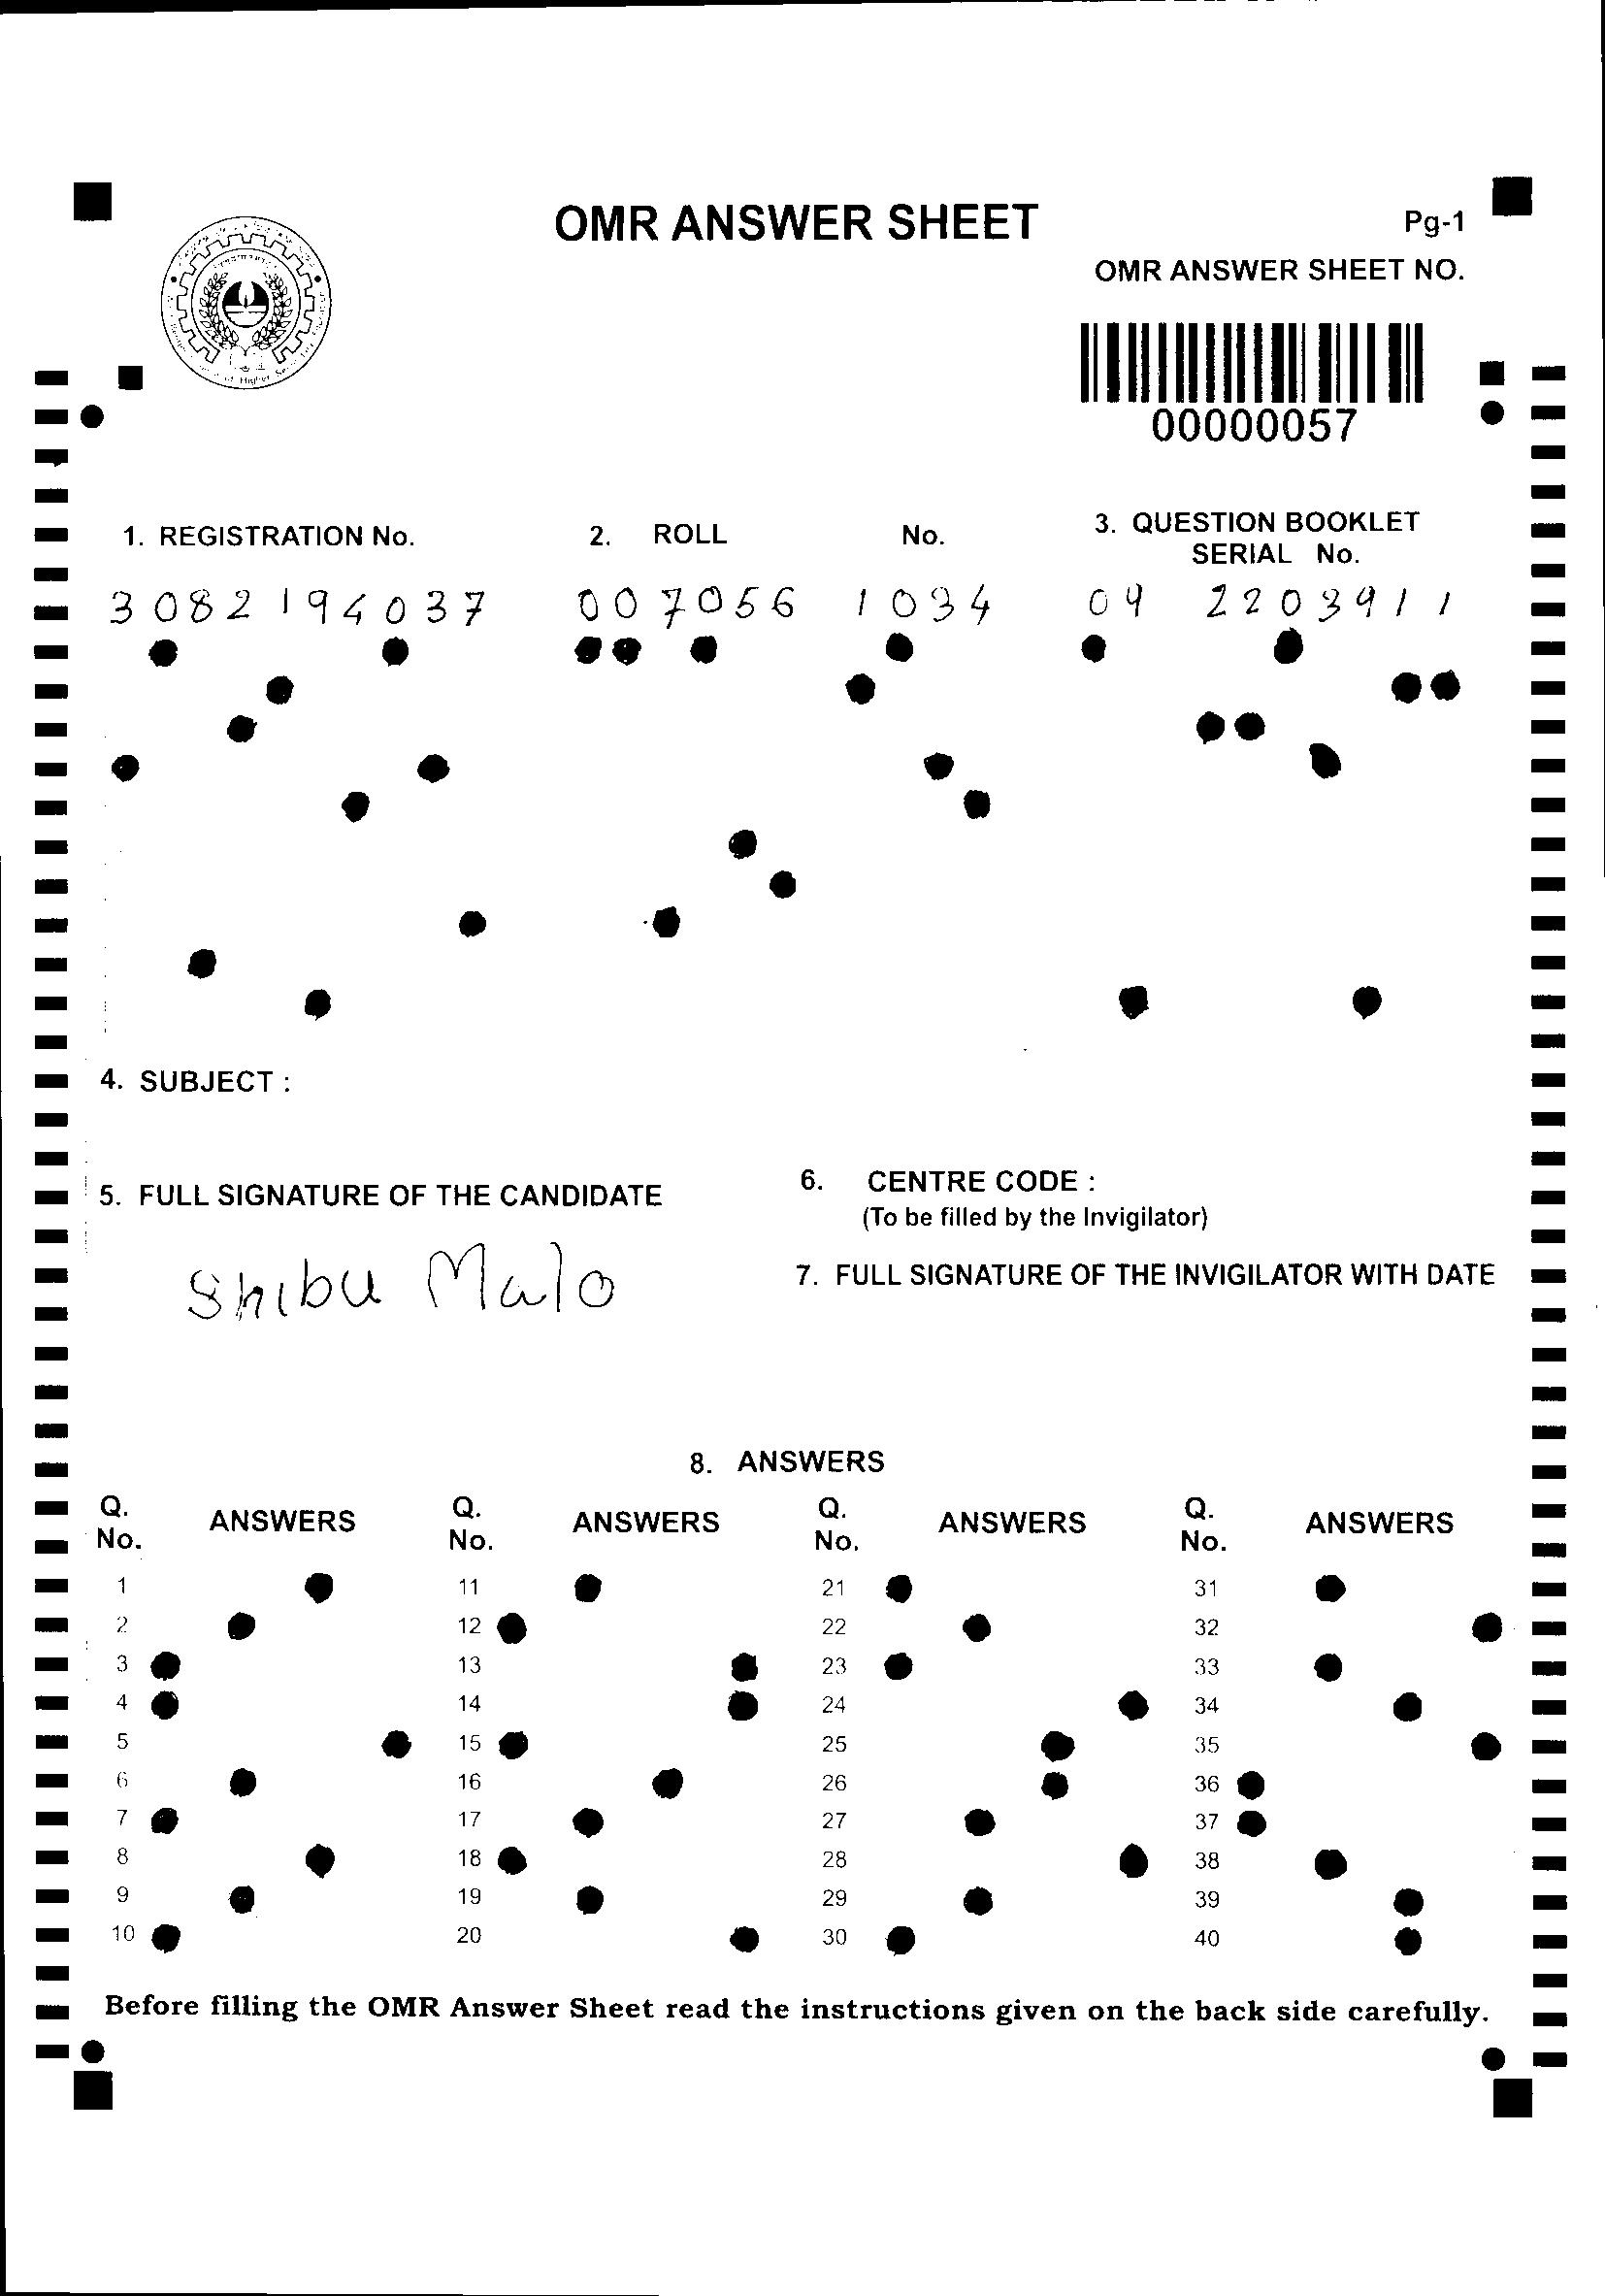 OMR ANSWER SHEET
Pg-1
OMR ANSWER SHEET NO.
00000057
1. REGISTRATION No.
2. ROLL No.
3. QUESTION BOOKLET
SERIAL No.
3082194037
007056 1034
09 2203911
4. SUBJECT :
5. FULL SIGNATURE OF THE CANDIDATE
Shibu Malo
6. CENTRE CODE :
(To be filled by the Invigilator)
7. FULL SIGNATURE OF THE INVIGILATOR WITH DATE
8. ANSWERS
Q. No. ANSWERS Q. No. ANSWERS Q. No. ANSWERS Q. No. ANSWERS
1 11 21 31
2 12 22 32
3 13 23 33
4 14 24 34
5 15 25 35
6 16 26 36
7 17 27 37
8 18 28 38
9 19 29 39
10 20 30 40
Before filling the OMR Answer Sheet read the instructions given on the back side carefully.